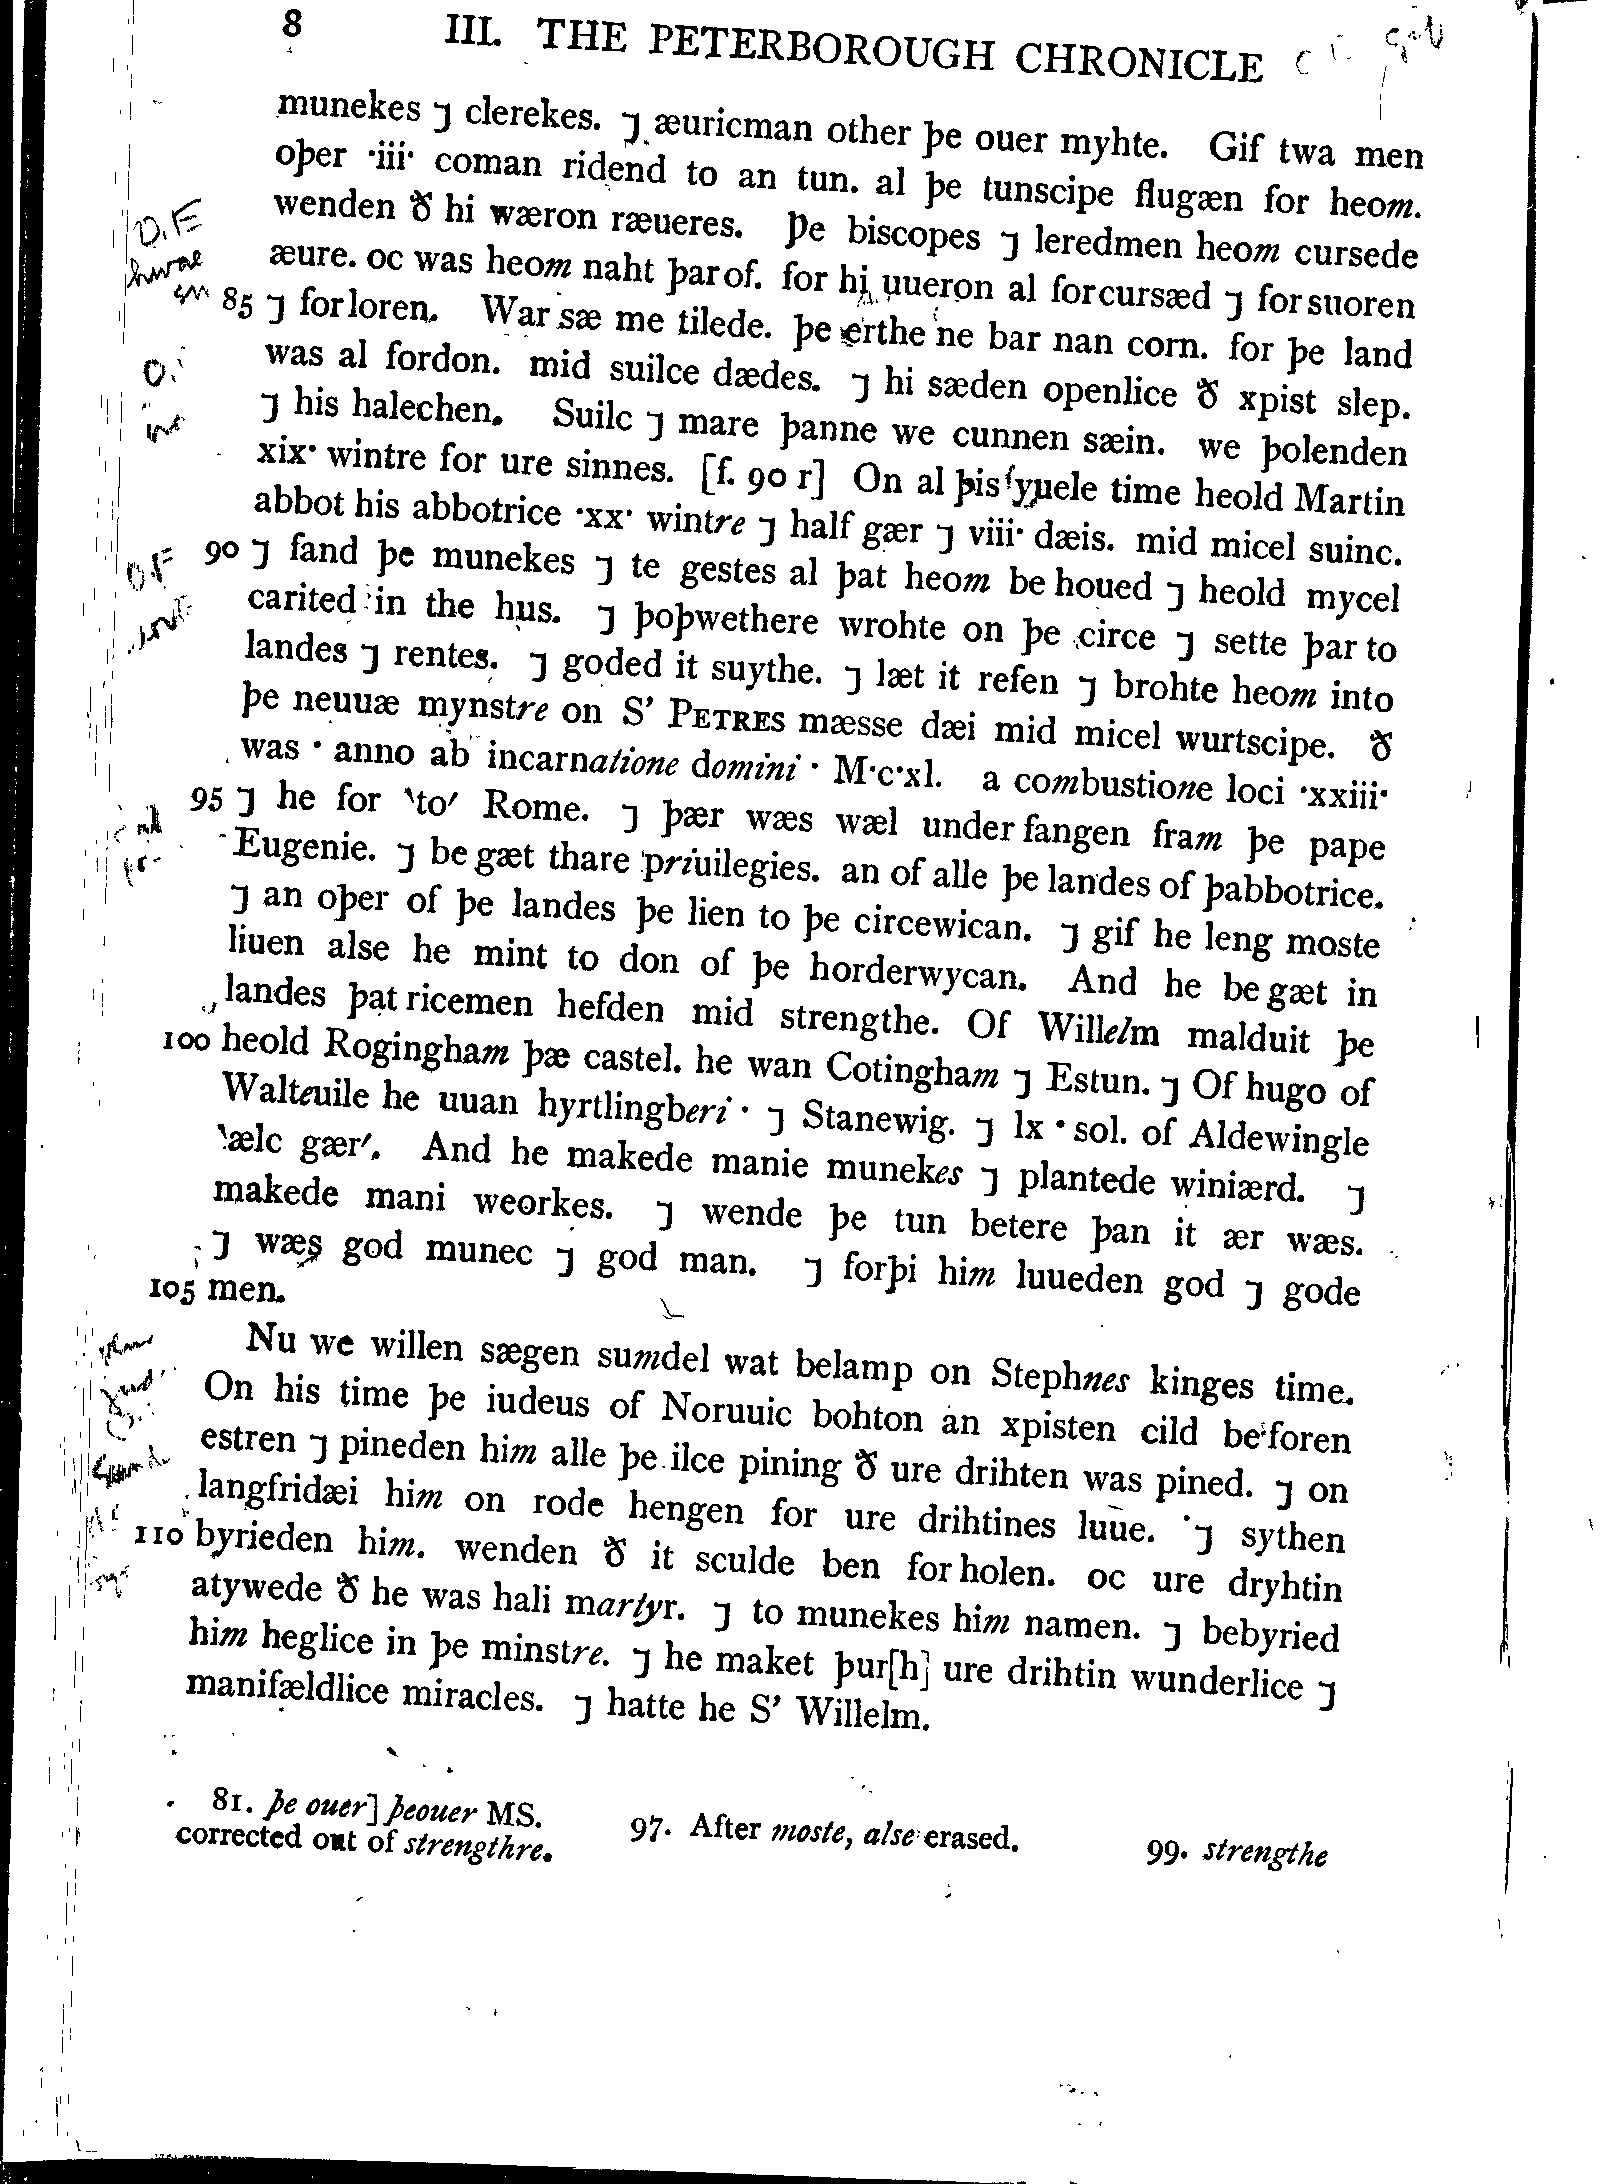 8 III. THE PETERBOROUGH CHRONICLE
munekes ⁊ clerekes. ⁊ æuricman other þe ouer myhte. Gif twa men
oþer ·iii· coman ridend to an tun. al þe tunscipe flugæn for heom.
wenden ꝥ hi wæron ræueres. Þe biscopes ⁊ leredmen heom cursede
æure. oc was heom naht þar of. for hi uueron al forcursæd ⁊ for suoren
85 ⁊ forloren. War sæ me tilede. þe erthe ne bar nan corn. for þe land
was al fordon. mid suilce dædes. ⁊ hi sæden openlice ꝥ xpist slep.
⁊ his halechen. Suilc ⁊ mare þanne we cunnen sæin. we þolenden
xix· wintre for ure sinnes. [f. 90 r] On al þis yuele time heold Martin
abbot his abbotrice ·xx· wintre ⁊ half gær ⁊ viii· dæis. mid micel suinc.
90 ⁊ fand þe munekes ⁊ te gestes al þat heom be houed ⁊ heold mycel
carited in the hus. ⁊ þoþwethere wrohte on þe circe ⁊ sette þar to
landes ⁊ rentes. ⁊ goded it suythe. ⁊ læt it refen ⁊ brohte heom into
þe neuuæ mynstre on S' PETRES mæsse dæi mid micel wurtscipe. ꝥ
was · anno ab incarnatione domini · M·c·xl. a combustione loci ·xxiii·
95 ⁊ he for ‵to′ Rome. ⁊ þær wæs wæl under fangen fram þe pape
Eugenie. ⁊ be gæt thare priuilegies. an of alle þe landes of þabbotrice.
⁊ an oþer of þe landes þe lien to þe circewican. ⁊ gif he leng moste
liuen alse he mint to don of þe horderwycan. And he be gæt in
landes þat ricemen hefden mid strengthe. Of Willelm malduit þe
100 heold Rogingham þæ castel. he wan Cotingham ⁊ Estun. ⁊ Of hugo of
Walteuile he uuan hyrtlingberi · ⁊ Stanewig. ⁊ lx · sol. of Aldewingle
‵ælc gær′. And he makede manie munekes ⁊ plantede winiærd. ⁊
makede mani weorkes. ⁊ wende þe tun betere þan it ær wæs.
⁊ wæs god munec ⁊ god man. ⁊ forþi him luueden god ⁊ gode
105 men.
Nu we willen sægen sumdel wat belamp on Stephnes kinges time.
On his time þe iudeus of Noruuic bohton an xpisten cild beforen
estren ⁊ pineden him alle þe ilce pining ꝥ ure drihten was pined. ⁊ on
langfridæi him on rode hengen for ure drihtines luue. ⁊ sythen
110 byrieden him. wenden ꝥ it sculde ben for holen. oc ure dryhtin
atywede ꝥ he was hali martyr. ⁊ to munekes him namen. ⁊ bebyried
him heglice in þe minstre. ⁊ he maket þur[h] ure drihtin wunderlice ⁊
manifældlice miracles. ⁊ hatte he S' Willelm.
81. þe ouer] þeouer MS. 97. After moste, alse erased. 99. strengthe
corrected out of strengthre.